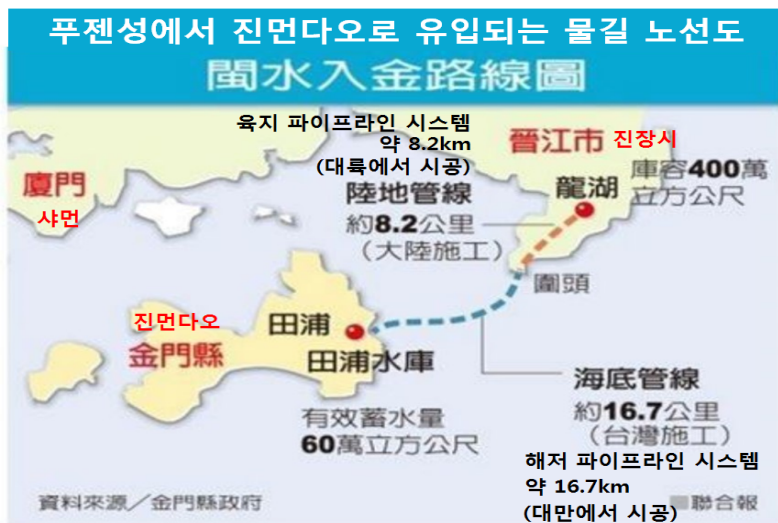 푸젠성에서 진먼다오로 유입되는 물길 노선도
閩水入金路線圖
육지 파이프라인 시스템
약 8.2km
(대륙에서 시공)
陸地管線
約8.2公里
(大陸施工)
晉江市 진장시
龍湖
庫容400萬
立方公尺
廈門
샤먼
圍頭
진먼다오
金門縣
田浦
田浦水庫
有效蓄水量
60萬立方公尺
海底管線
約16.7公里
(台灣施工)
해저 파이프라인 시스템
약 16.7km
(대만에서 시공)
資料來源/金門縣政府
聯合報